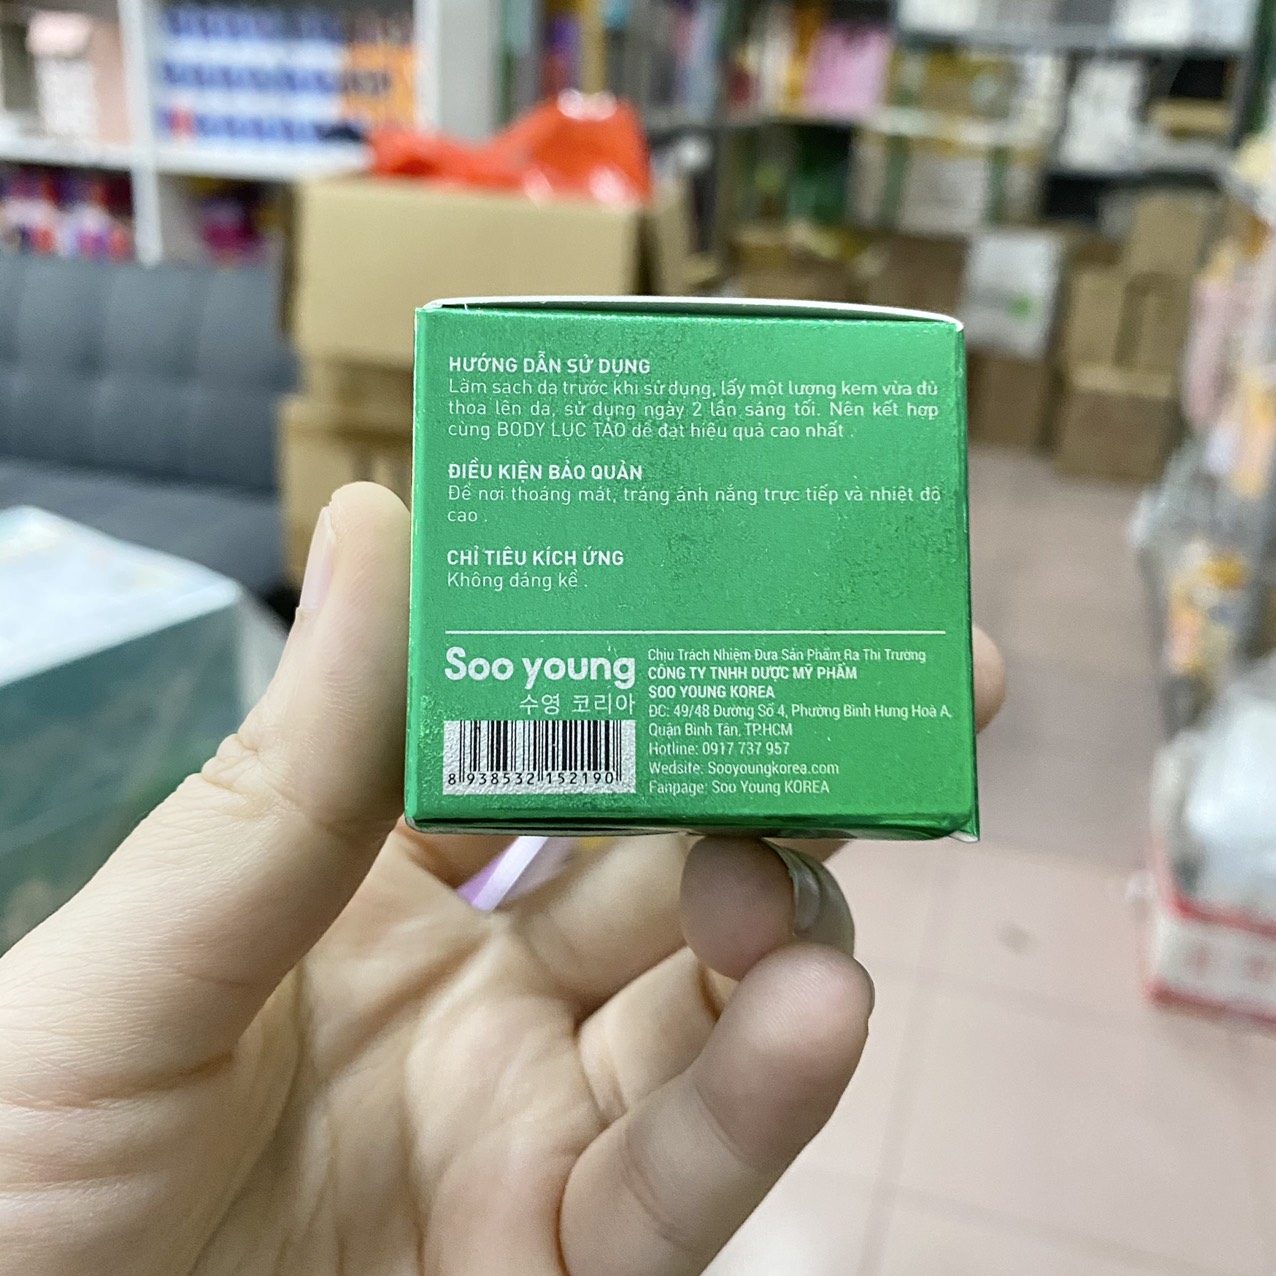 HƯỚNG DẪN SỬ DỤNG
Làm sạch da trước khi sử dụng, lấy một lượng kem vừa đủ
thoa lên da, sử dụng ngày 2 lần sáng tối. Nên kết hợp
cùng BODY LỤC TẢO để đạt hiệu quả cao nhất .
ĐIỀU KIỆN BẢO QUẢN
Để nơi thoáng mát, tránh ánh nắng trực tiếp và nhiệt độ
cao .
CHỈ TIÊU KÍCH ỨNG
Không đáng kể .
Soo young
수영 코리아
8 938532 152190
Chịu Trách Nhiệm Đưa Sản Phẩm Ra Thị Trường
CÔNG TY TNHH DƯỢC MỸ PHẨM
SOO YOUNG KOREA
ĐC: 49/48 Đường Số 4, Phường Bình Hưng Hoà A,
Quận Bình Tân, TP.HCM
Hotline: 0917 737 957
Wedsite: Sooyoungkorea.com
Fanpage: Soo Young KOREA